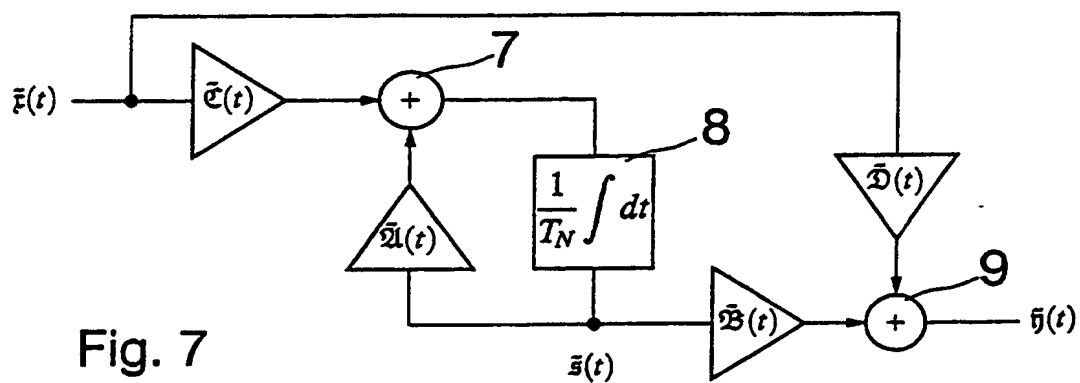 7
𝔵̃(t)
ℭ̃(t)
+
8
1/T_N ∫ dt
𝔇̃(t)
𝔄̃(t)
9
𝔅̃(t)
+
𝔶̃(t)
𝔰̃(t)
Fig. 7